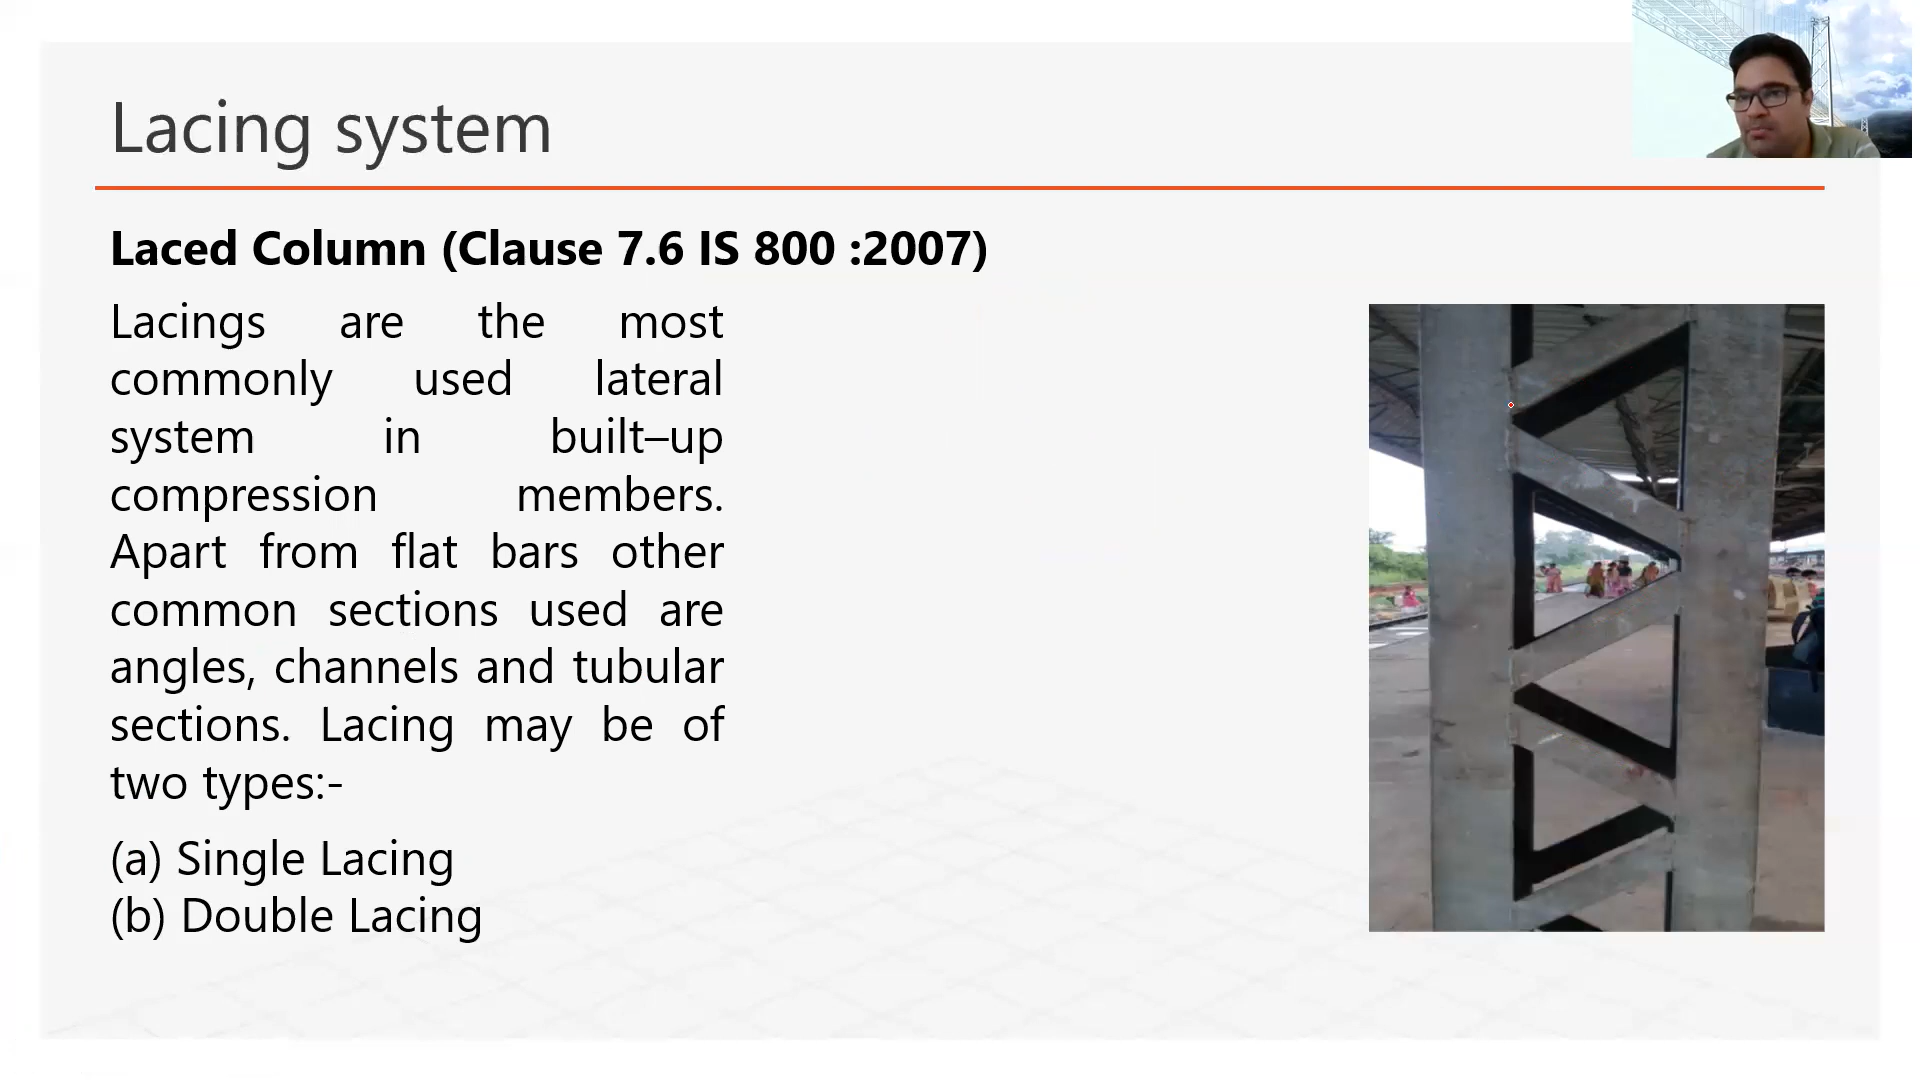 Lacing system
Laced Column (Clause 7.6 IS 800 :2007)
Lacings are the most
commonly used lateral
system in built–up
compression members.
Apart from flat bars other
common sections used are
angles, channels and tubular
sections. Lacing may be of
two types:-
(a) Single Lacing
(b) Double Lacing